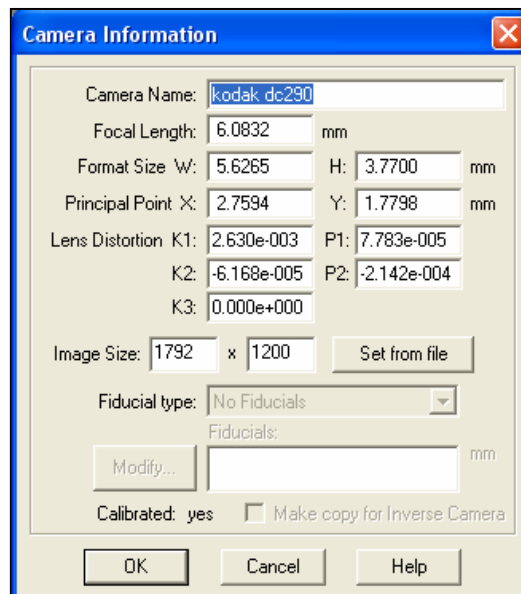 Camera Information
Camera Name: kodak dc290
Focal Length: 6.0832 mm
Format Size W: 5.6265 H: 3.7700 mm
Principal Point X: 2.7594 Y: 1.7798 mm
Lens Distortion K1: 2.630e-003 P1: 7.783e-005
K2: -6.168e-005 P2: -2.142e-004
K3: 0.000e+000
Image Size: 1792 x 1200 Set from file
Fiducial type: No Fiducials
Fiducials:
Modify... mm
Calibrated: yes Make copy for Inverse Camera
OK Cancel Help